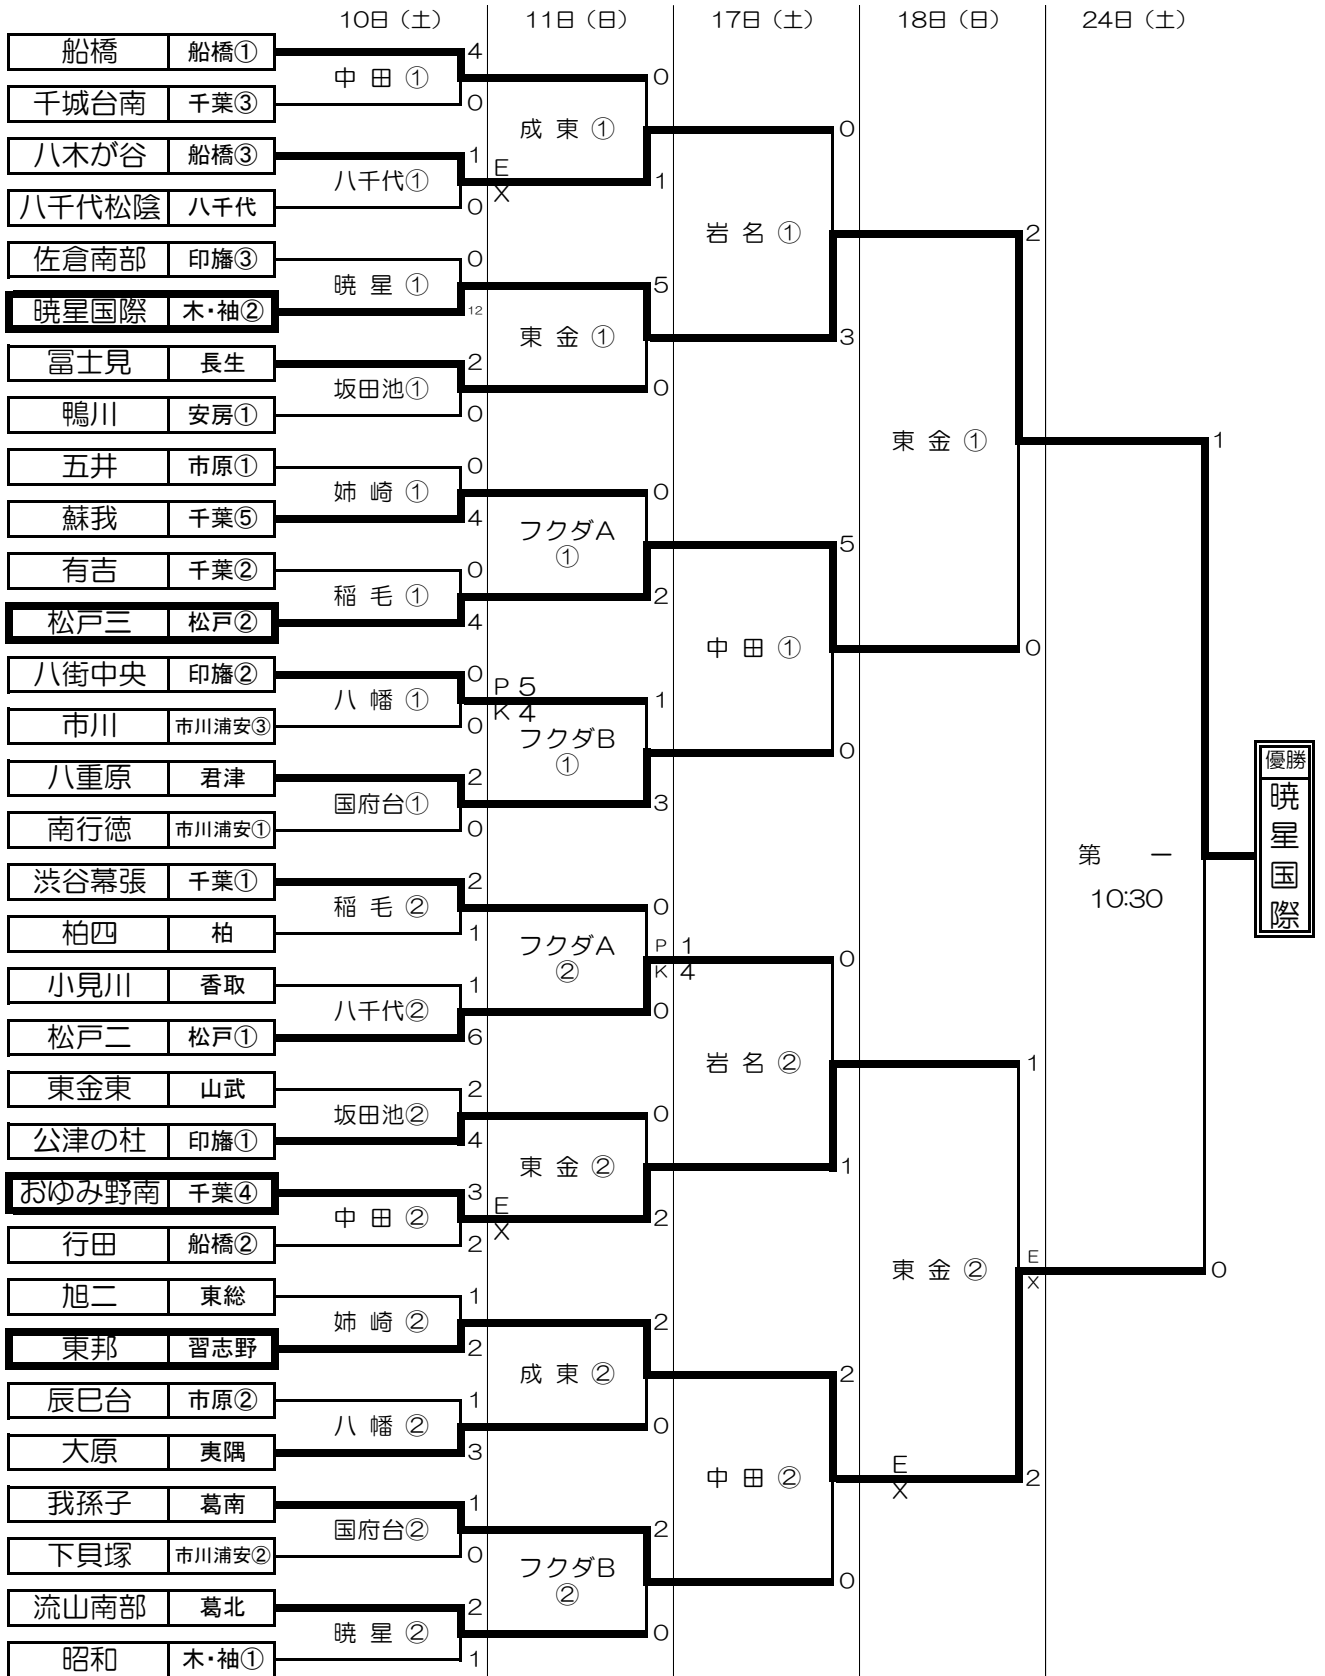 10日（土） 11日（日） 17日（土） 18日（日） 24日（土）
船橋 船橋① 4
中田① 0
千城台南 千葉③ 0
成東① 0
八木が谷 船橋③ 1 EX
八千代① 1
八千代松陰 八千代 0
岩名① 2
佐倉南部 印旛③ 0
暁星① 5
暁星国際 木・袖② 12
東金① 3
冨士見 長生 2
坂田池① 0
鴨川 安房① 0
東金① 1
五井 市原① 0
姉崎① 0
蘇我 千葉⑤ 4
フクダA① 5
有吉 千葉② 0
稲毛① 2
松戸三 松戸② 4
中田① 0
八街中央 印旛② 0 PK 5 4
八幡① 1
市川 市川浦安③ 0
フクダB① 0
八重原 君津 2
国府台① 3
南行徳 市川浦安① 0
優勝
暁星国際
第一
10:30
渋谷幕張 千葉① 2
稲毛② 0
柏四 柏 1
フクダA② PK 1 4 0
小見川 香取 1
八千代② 0
松戸二 松戸① 6
岩名② 1
東金東 山武 2
坂田池② 0
公津の杜 印旛① 4
東金② 1
おゆみ野南 千葉④ 3 EX
中田② 2
行田 船橋② 2
東金② EX 0
旭二 東総 1
姉崎② 2
東邦 習志野 2
成東② 2
辰巳台 市原② 1
八幡② 0
大原 夷隅 3
中田② EX 2
我孫子 葛南 1
国府台② 2
下貝塚 市川浦安② 0
フクダB② 0
流山南部 葛北 2
暁星② 0
昭和 木・袖① 1